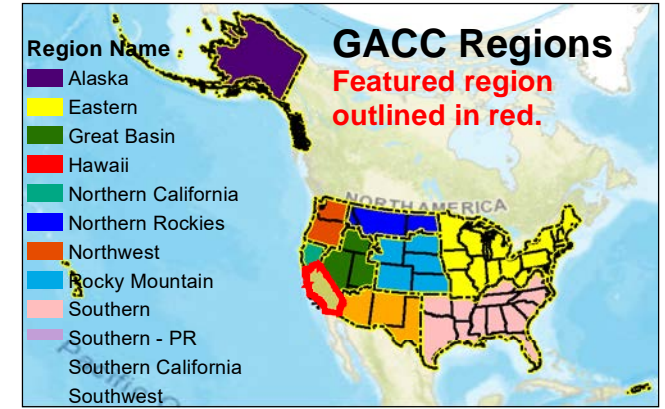 GACC Regions
Featured region
outlined in red.
Region Name
Alaska
Eastern
Great Basin
Hawaii
Northern California
Northern Rockies
Northwest
Rocky Mountain
Southern
Southern - PR
Southern California
Southwest
NORTH AMERICA
Pacific O